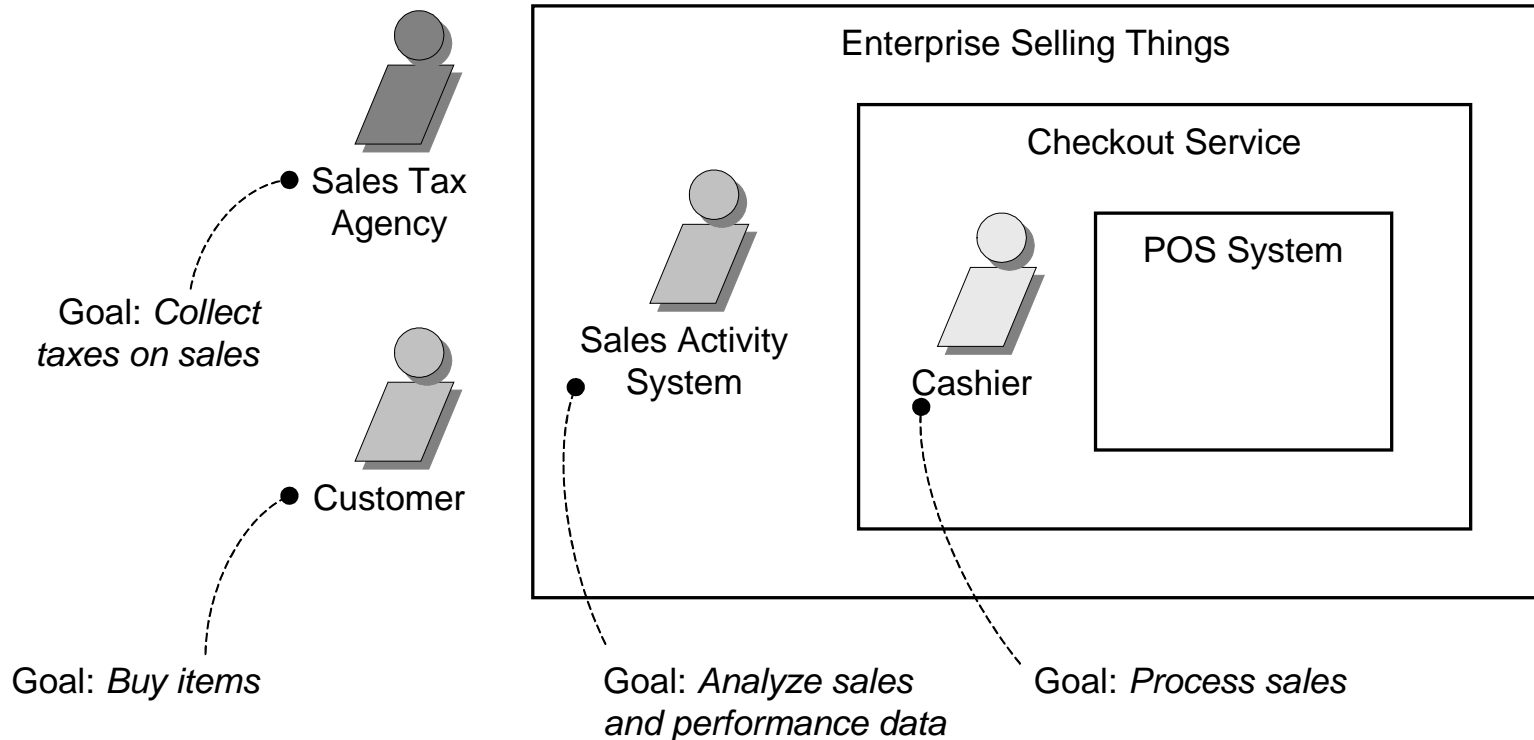 Enterprise Selling Things
Checkout Service
Sales Tax
Agency
POS System
Goal: Collect
taxes on sales
Sales Activity
System
Cashier
Customer
Goal: Buy items
Goal: Analyze sales
and performance data
Goal: Process sales